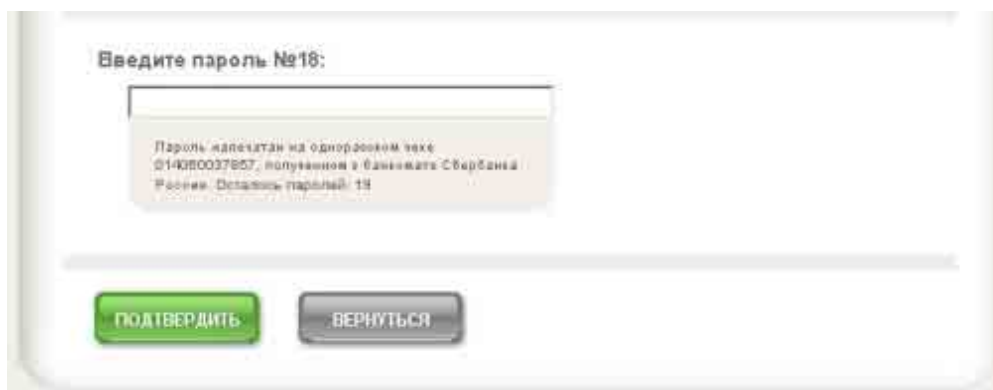 Введите пароль №18:
Пароль напечатан на одноразовом чеке
014080037857, полученном в банкомате Сбербанка
России. Осталось паролей: 19
ПОДТВЕРДИТЬ
ВЕРНУТЬСЯ